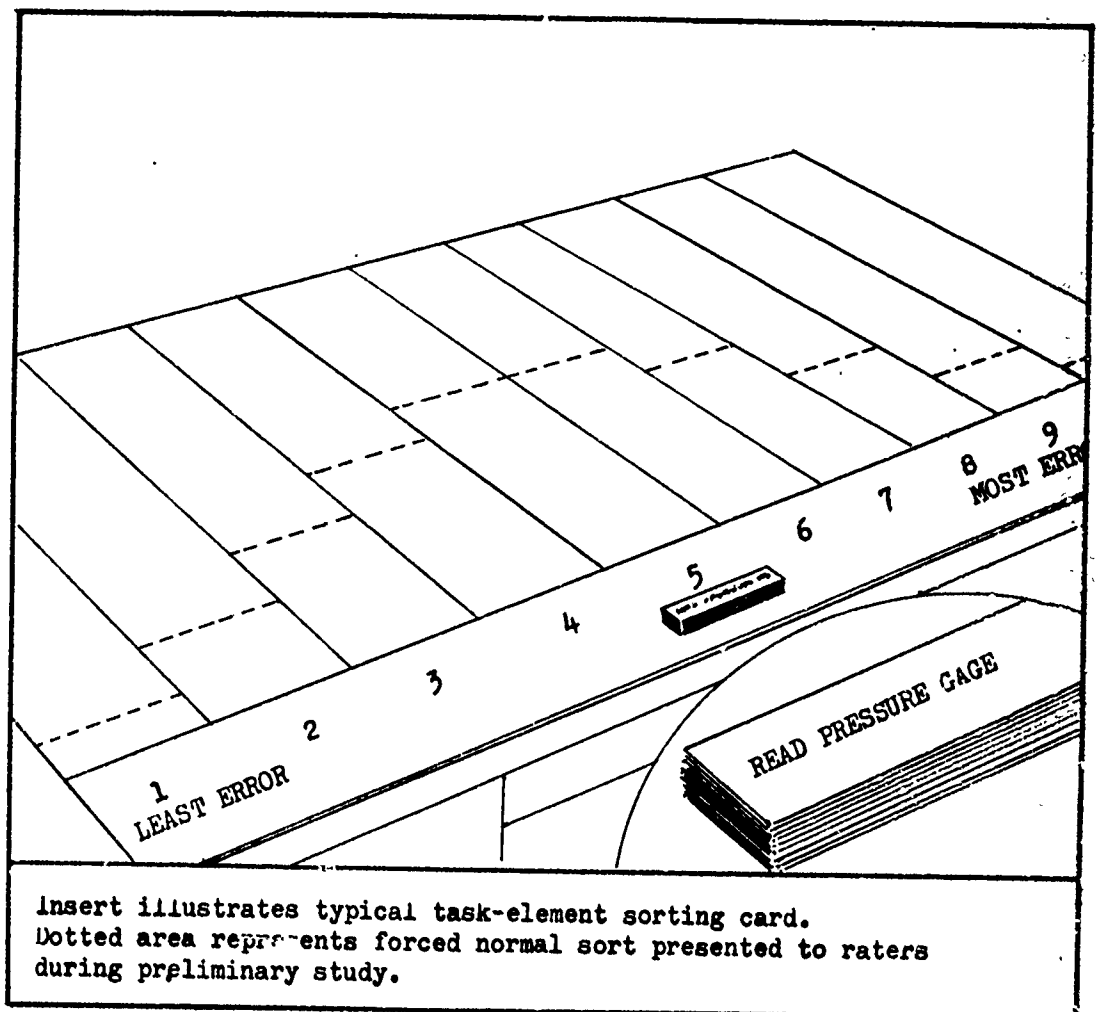 1 2 3 4 5 6 7 8 9
LEAST ERROR
MOST ERR
READ PRESSURE GAGE
Insert illustrates typical task-element sorting card.
Dotted area represents forced normal sort presented to raters
during preliminary study.